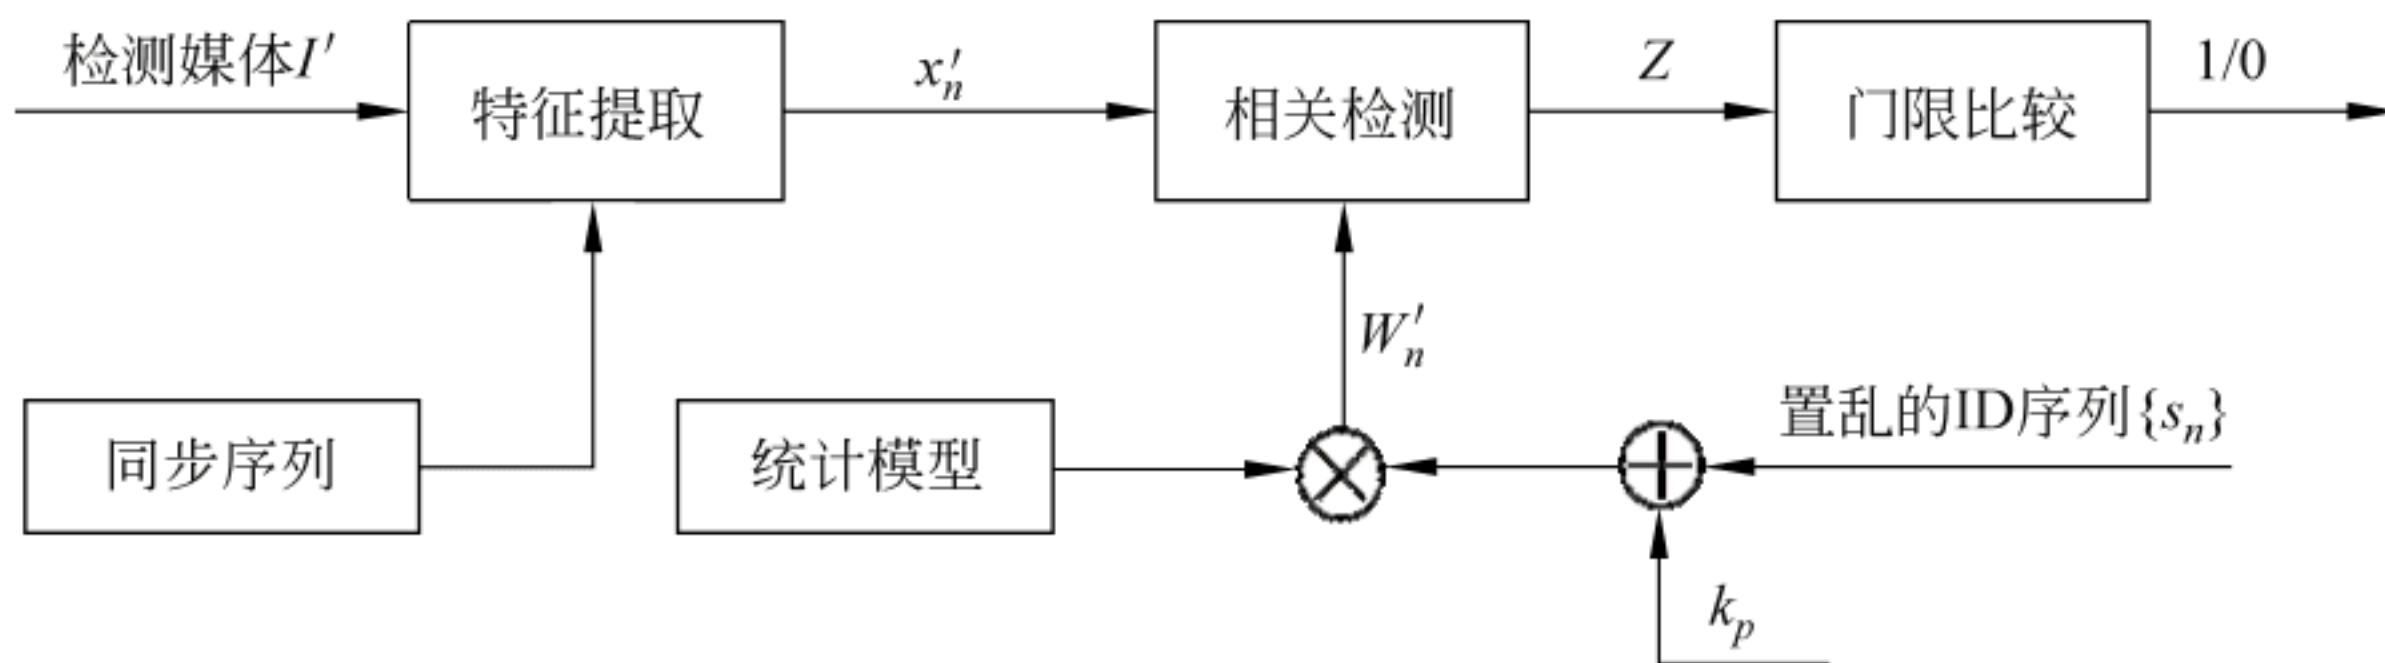 检测媒体I′
特征提取
x′n
相关检测
Z
门限比较
1/0
W′n
同步序列
统计模型
置乱的ID序列{sn}
kp